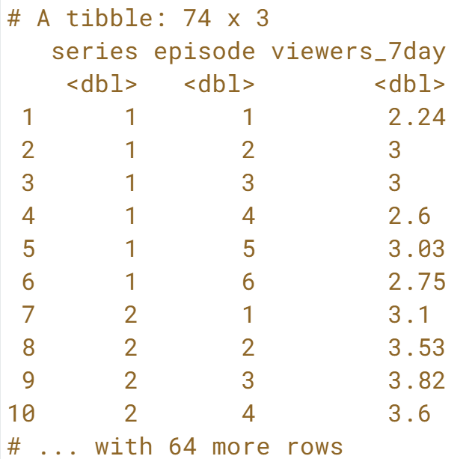 # A tibble: 74 x 3
series episode viewers_7day
<dbl> <dbl> <dbl>
1 1 1 2.24
2 1 2 3
3 1 3 3
4 1 4 2.6
5 1 5 3.03
6 1 6 2.75
7 2 1 3.1
8 2 2 3.53
9 2 3 3.82
10 2 4 3.6
# ... with 64 more rows